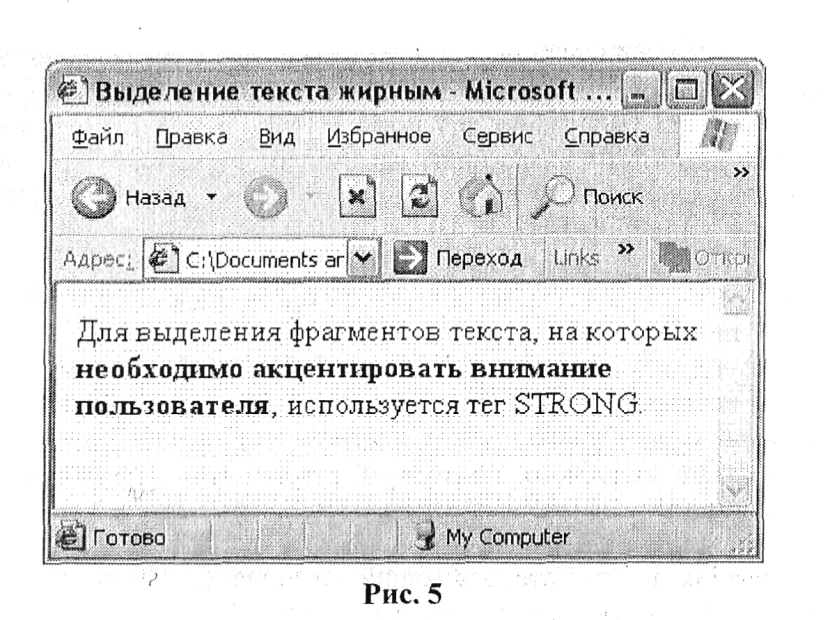 Выделение текста жирным - Microsoft ...
Файл Правка Вид Избранное Сервис Справка
Назад Поиск
Адрес: C:\Documents ar Переход Links
Для выделения фрагментов текста, на которых
необходимо акцентировать внимание
пользователя, используется тег STRONG.
Готово My Computer
Рис. 5